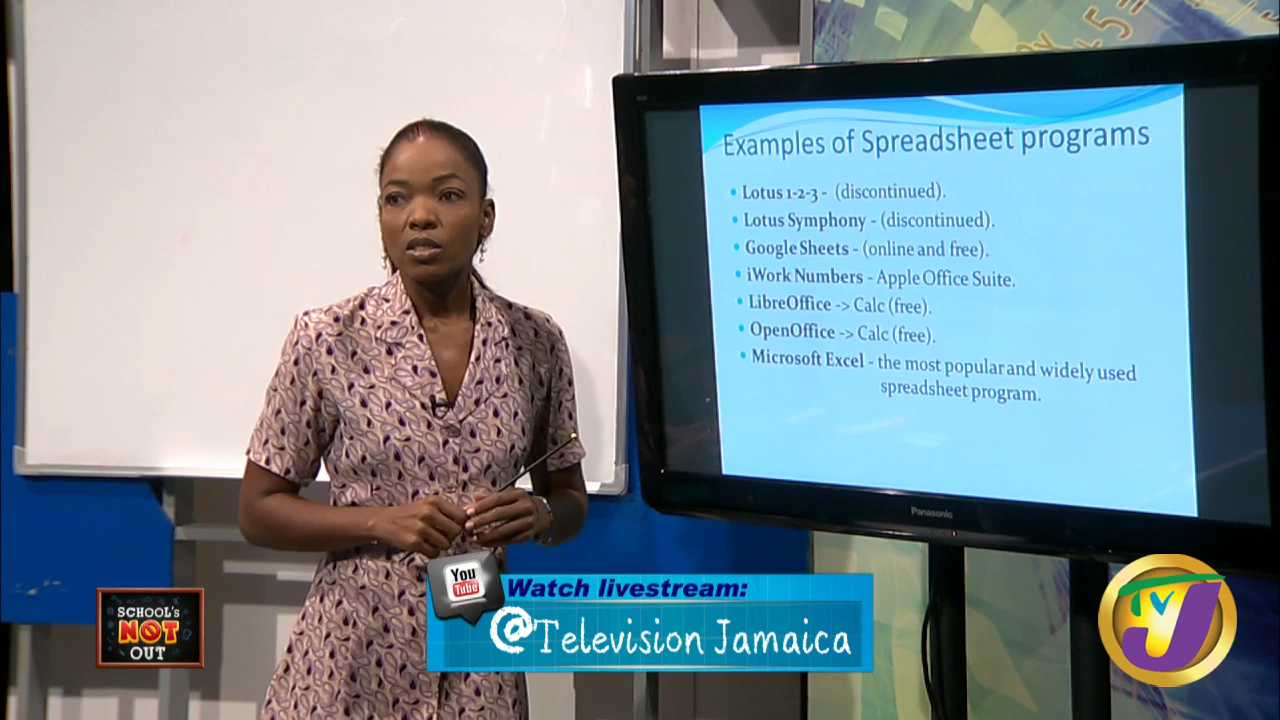 Examples of Spreadsheet programs
• Lotus 1-2-3 - (discontinued).
• Lotus Symphony - (discontinued).
• Google Sheets - (online and free).
• iWork Numbers - Apple Office Suite.
• LibreOffice -> Calc (free).
• OpenOffice -> Calc (free).
• Microsoft Excel - the most popular and widely used
spreadsheet program.
Panasonic
SCHOOL's
NOT
OUT
You
Tube
Watch livestream:
@Television Jamaica
TVJ